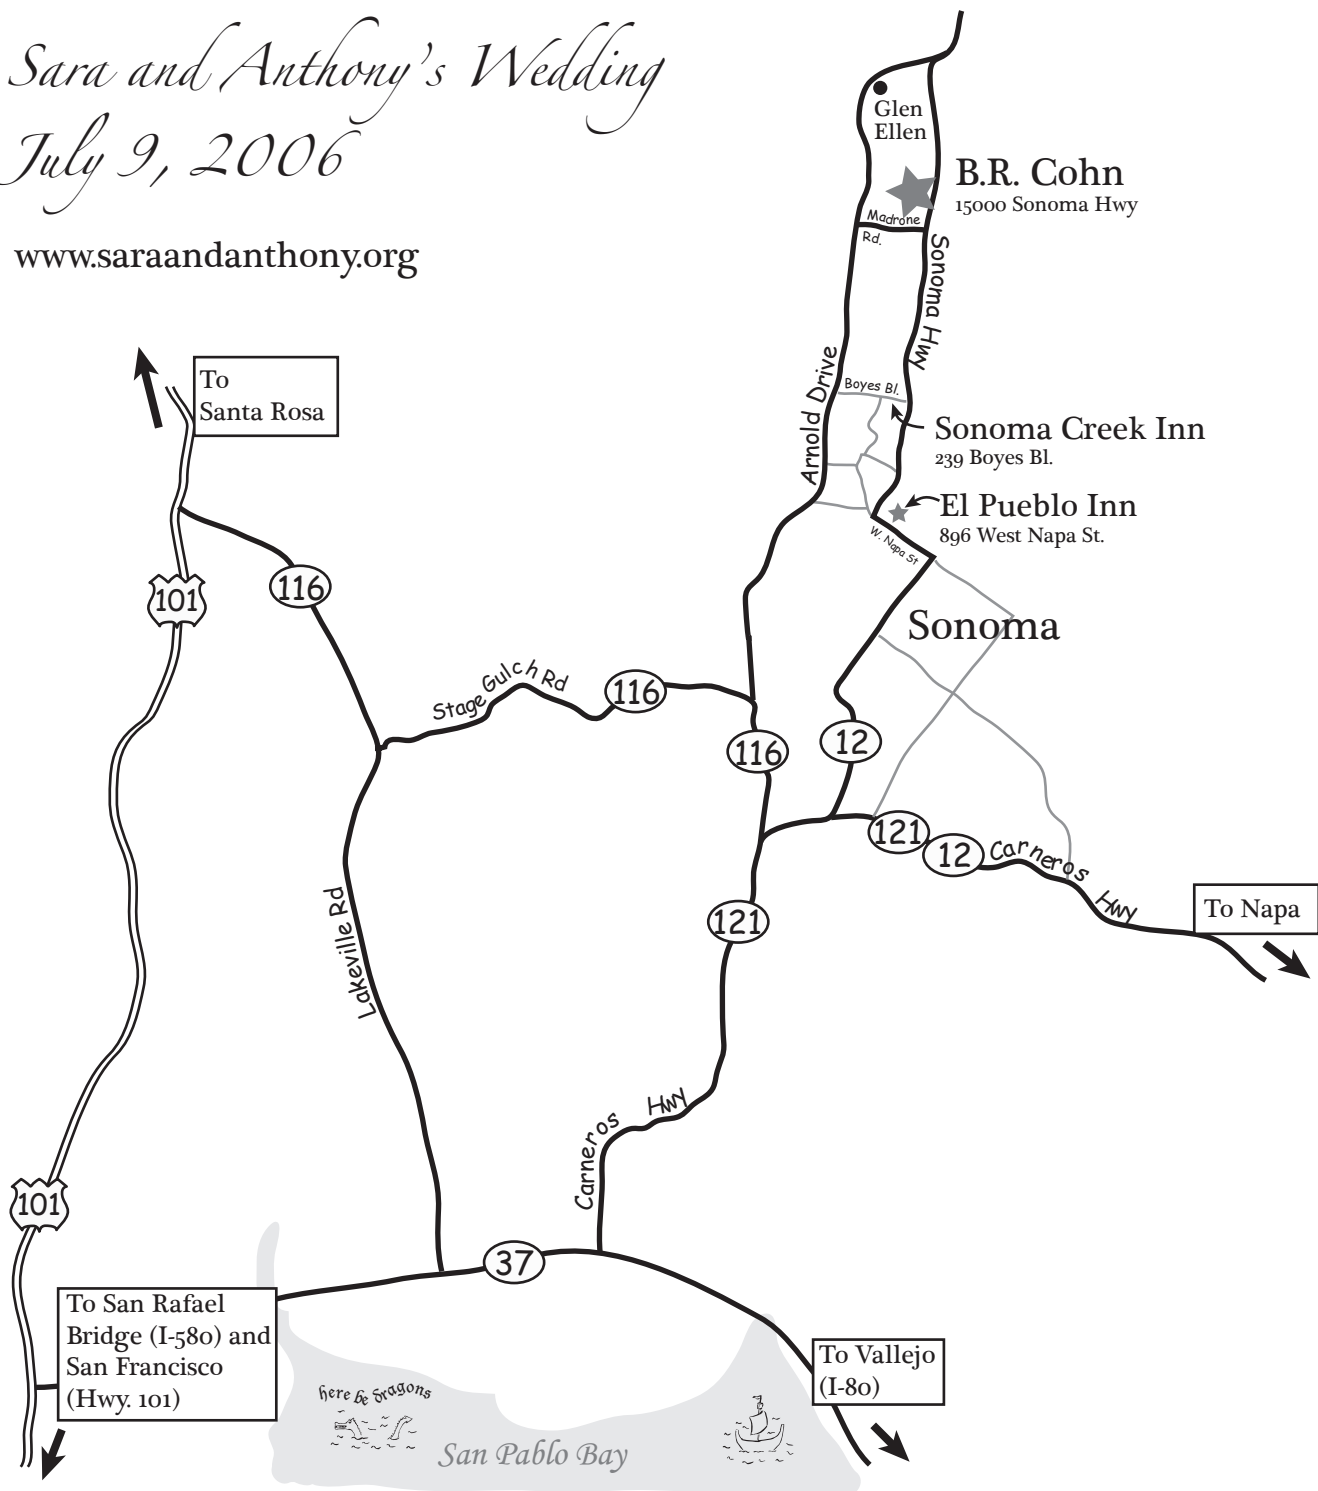 Sara and Anthony's Wedding
July 9, 2006
www.saraandanthony.org
Glen
Ellen
B.R. Cohn
15000 Sonoma Hwy
Madrone
Rd.
Sonoma Hwy
To
Santa Rosa
Arnold Drive
Boyes Bl.
Sonoma Creek Inn
239 Boyes Bl.
El Pueblo Inn
896 West Napa St.
W. Napa St
101
116
Sonoma
Stage Gulch Rd
116
116
12
121
12
Carneros Hwy
Lakeville Rd
To Napa
121
Carneros Hwy
101
37
To San Rafael
Bridge (I-580) and
San Francisco
(Hwy. 101)
To Vallejo
(I-80)
here be dragons
San Pablo Bay